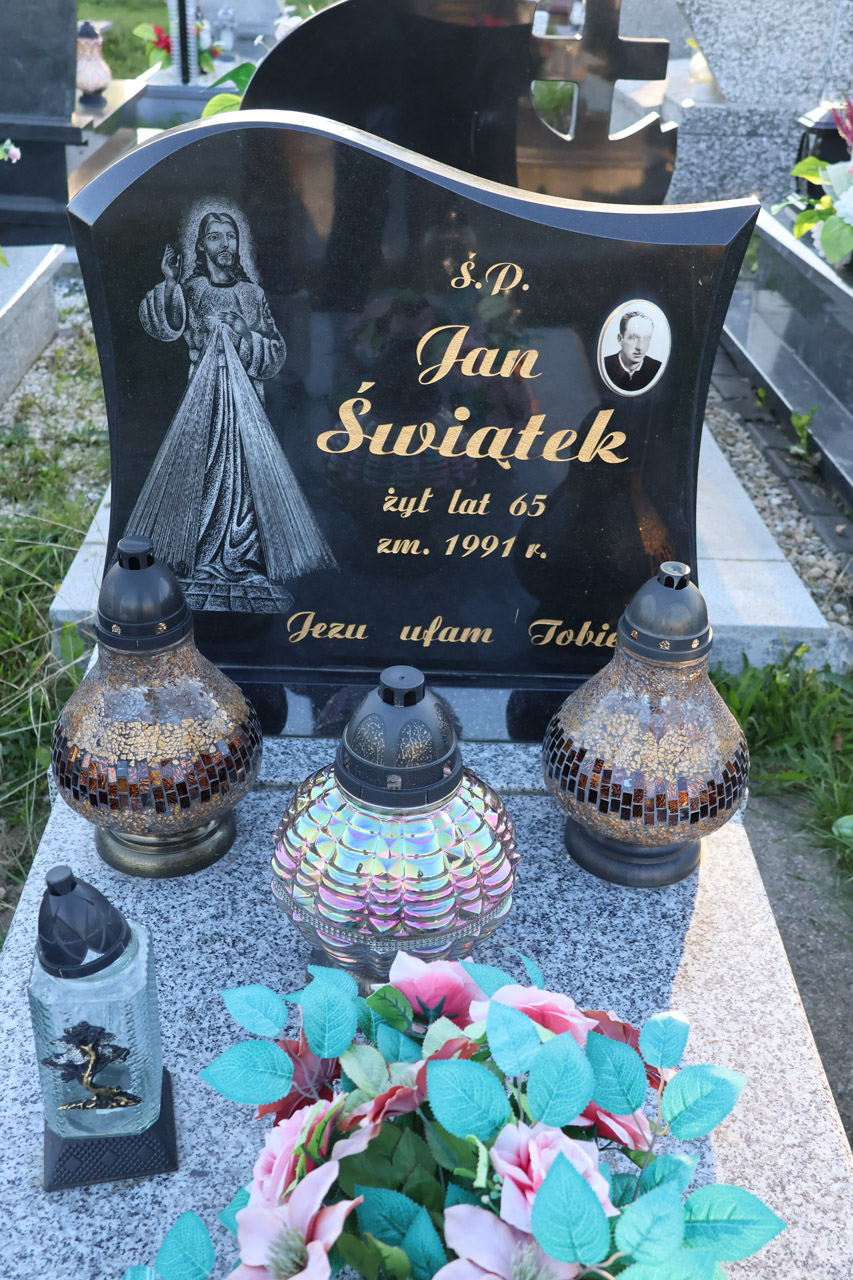 ś.p.
Jan
Świątek
żył lat 65
zm. 1991 r.
Jezu ufam Tobie